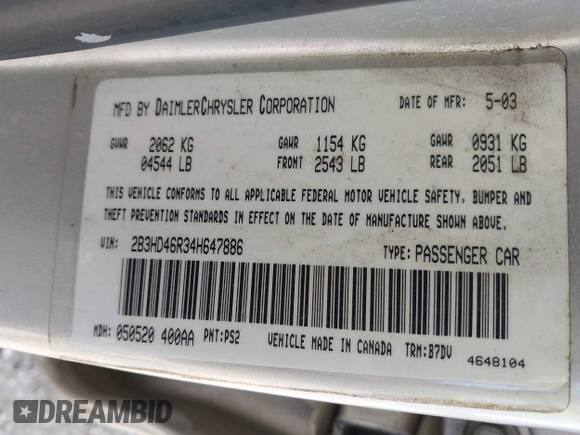 MFD BY DAIMLERCHRYSLER CORPORATION DATE OF MFR: 5-03
GVWR 2062 KG GAWR 1154 KG GAWR 0931 KG
04544 LB FRONT 2543 LB REAR 2051 LB
THIS VEHICLE CONFORMS TO ALL APPLICABLE FEDERAL MOTOR VEHICLE SAFETY, BUMPER AND
THEFT PREVENTION STANDARDS IN EFFECT ON THE DATE OF MANUFACTURE SHOWN ABOVE.
VIN: 2B3HD46R34H647886 TYPE: PASSENGER CAR
MDH: 050520 400AA PNT: PS2 VEHICLE MADE IN CANADA TRM: B7DV
4648104
DREAMBID